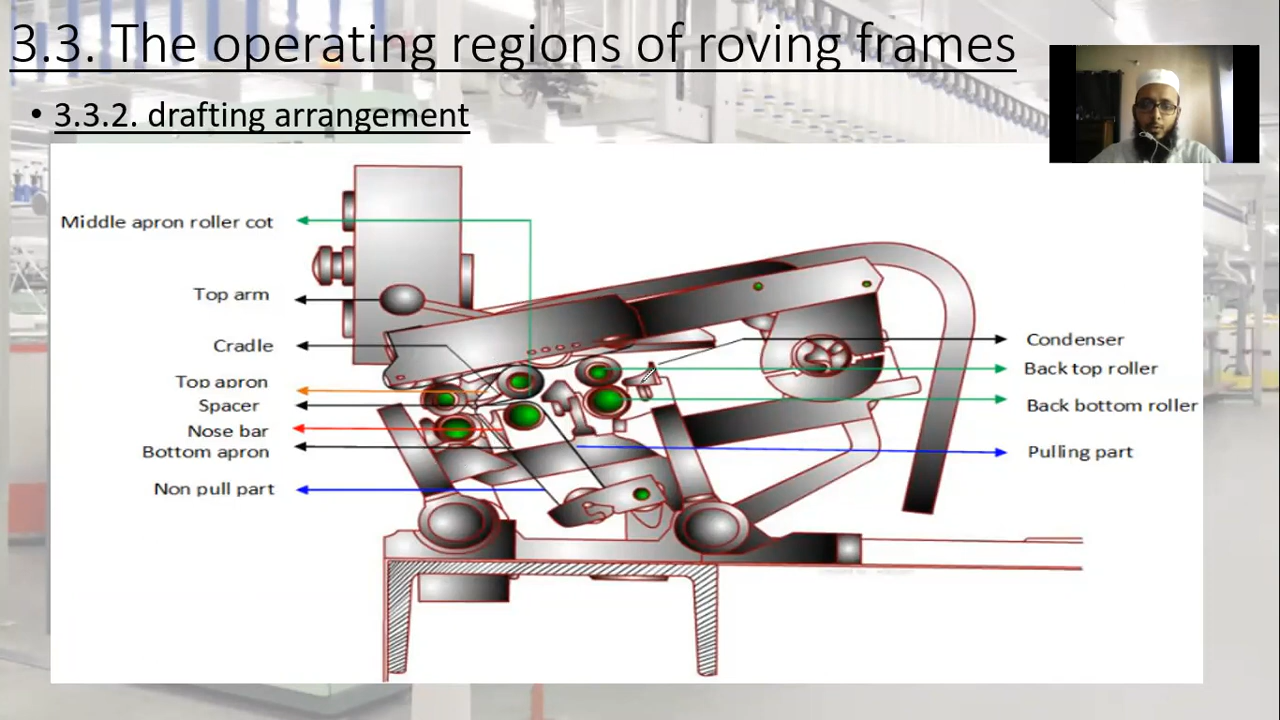 3.3. The operating regions of roving frames
• 3.3.2. drafting arrangement
Middle apron roller cot
Top arm
Cradle
Top apron
Spacer
Nose bar
Bottom apron
Non pull part
Condenser
Back top roller
Back bottom roller
Pulling part